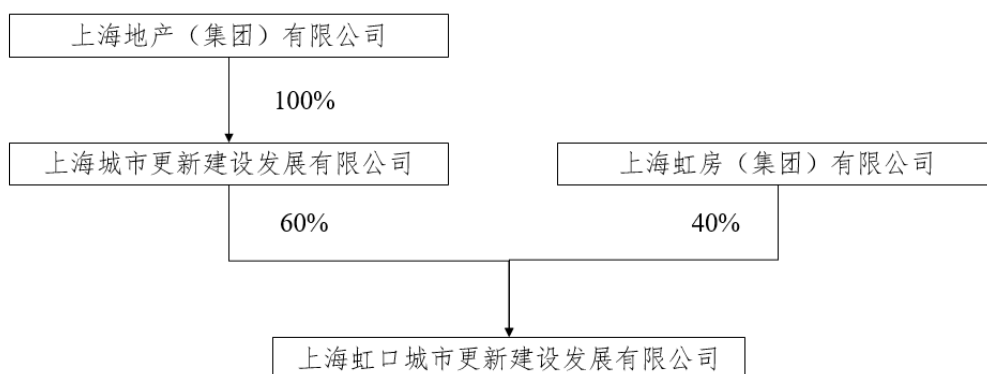 上海地产（集团）有限公司
100%
上海城市更新建设发展有限公司
上海虹房（集团）有限公司
60%
40%
上海虹口城市更新建设发展有限公司